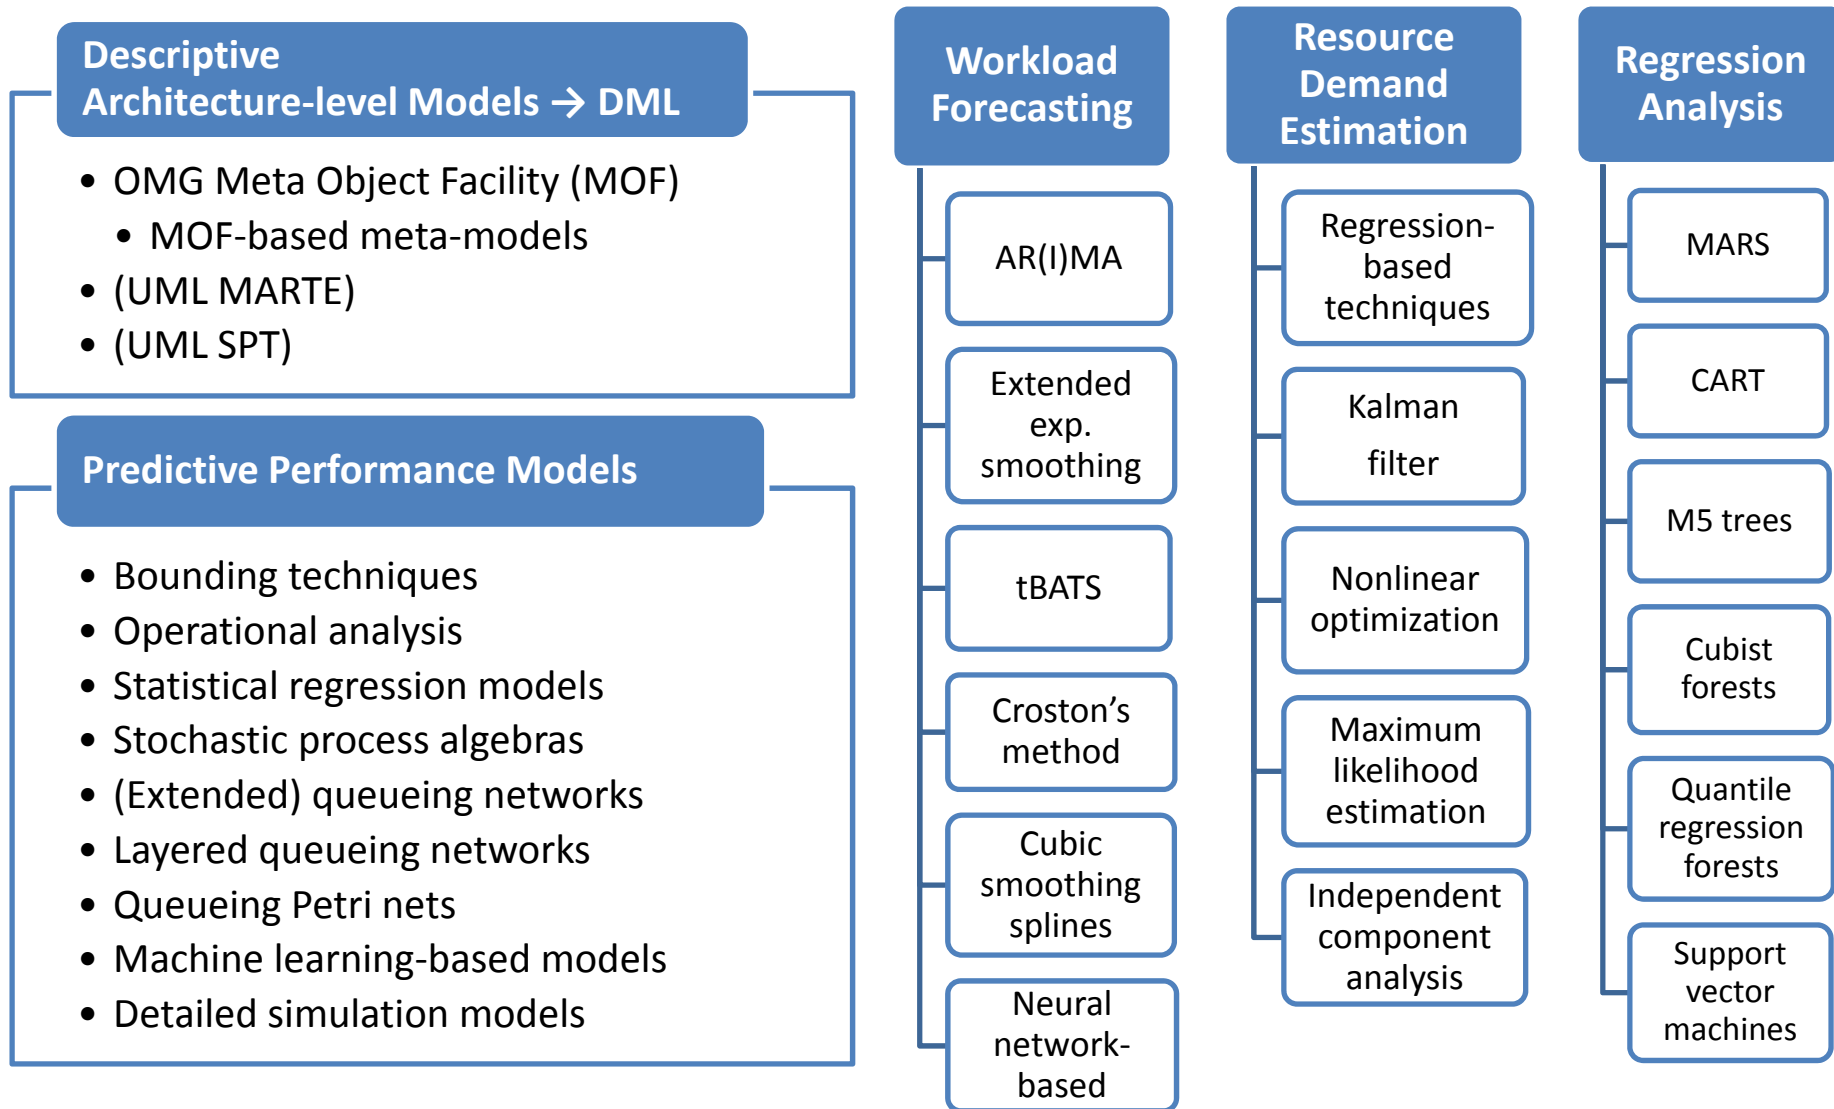 Descriptive
Architecture-level Models → DML
• OMG Meta Object Facility (MOF)
• MOF-based meta-models
• (UML MARTE)
• (UML SPT)
Predictive Performance Models
• Bounding techniques
• Operational analysis
• Statistical regression models
• Stochastic process algebras
• (Extended) queueing networks
• Layered queueing networks
• Queueing Petri nets
• Machine learning-based models
• Detailed simulation models
Workload
Forecasting
AR(I)MA
Extended
exp.
smoothing
tBATS
Croston’s
method
Cubic
smoothing
splines
Neural
network-
based
Resource
Demand
Estimation
Regression-
based
techniques
Kalman
filter
Nonlinear
optimization
Maximum
likelihood
estimation
Independent
component
analysis
Regression
Analysis
MARS
CART
M5 trees
Cubist
forests
Quantile
regression
forests
Support
vector
machines